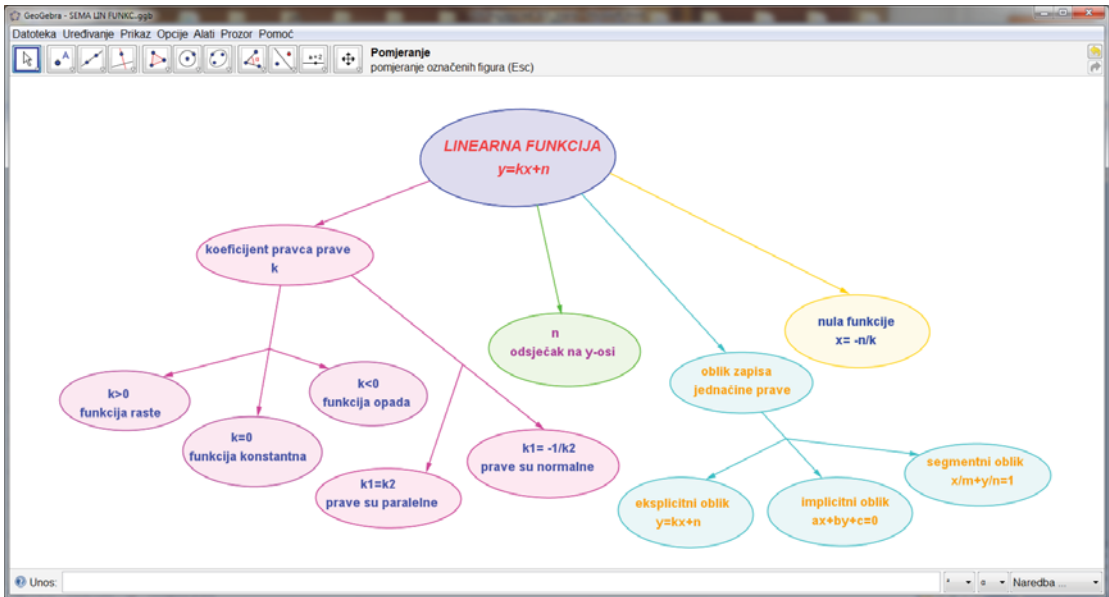 GeoGebra - SEMA LIN FUNKC..ggb
Datoteka Uređivanje Prikaz Opcije Alati Prozor Pomoć
Pomjeranje
pomjeranje označenih figura (Esc)
LINEARNA FUNKCIJA
y=kx+n
koeficijent pravca prave
k
n
odsječak na y-osi
nula funkcije
x= -n/k
oblik zapisa
jednačine prave
k>0
funkcija raste
k=0
funkcija konstantna
k<0
funkcija opada
k1=k2
prave su paralelne
k1= -1/k2
prave su normalne
eksplicitni oblik
y=kx+n
implicitni oblik
ax+by+c=0
segmentni oblik
x/m+y/n=1
Unos:
Naredba ...